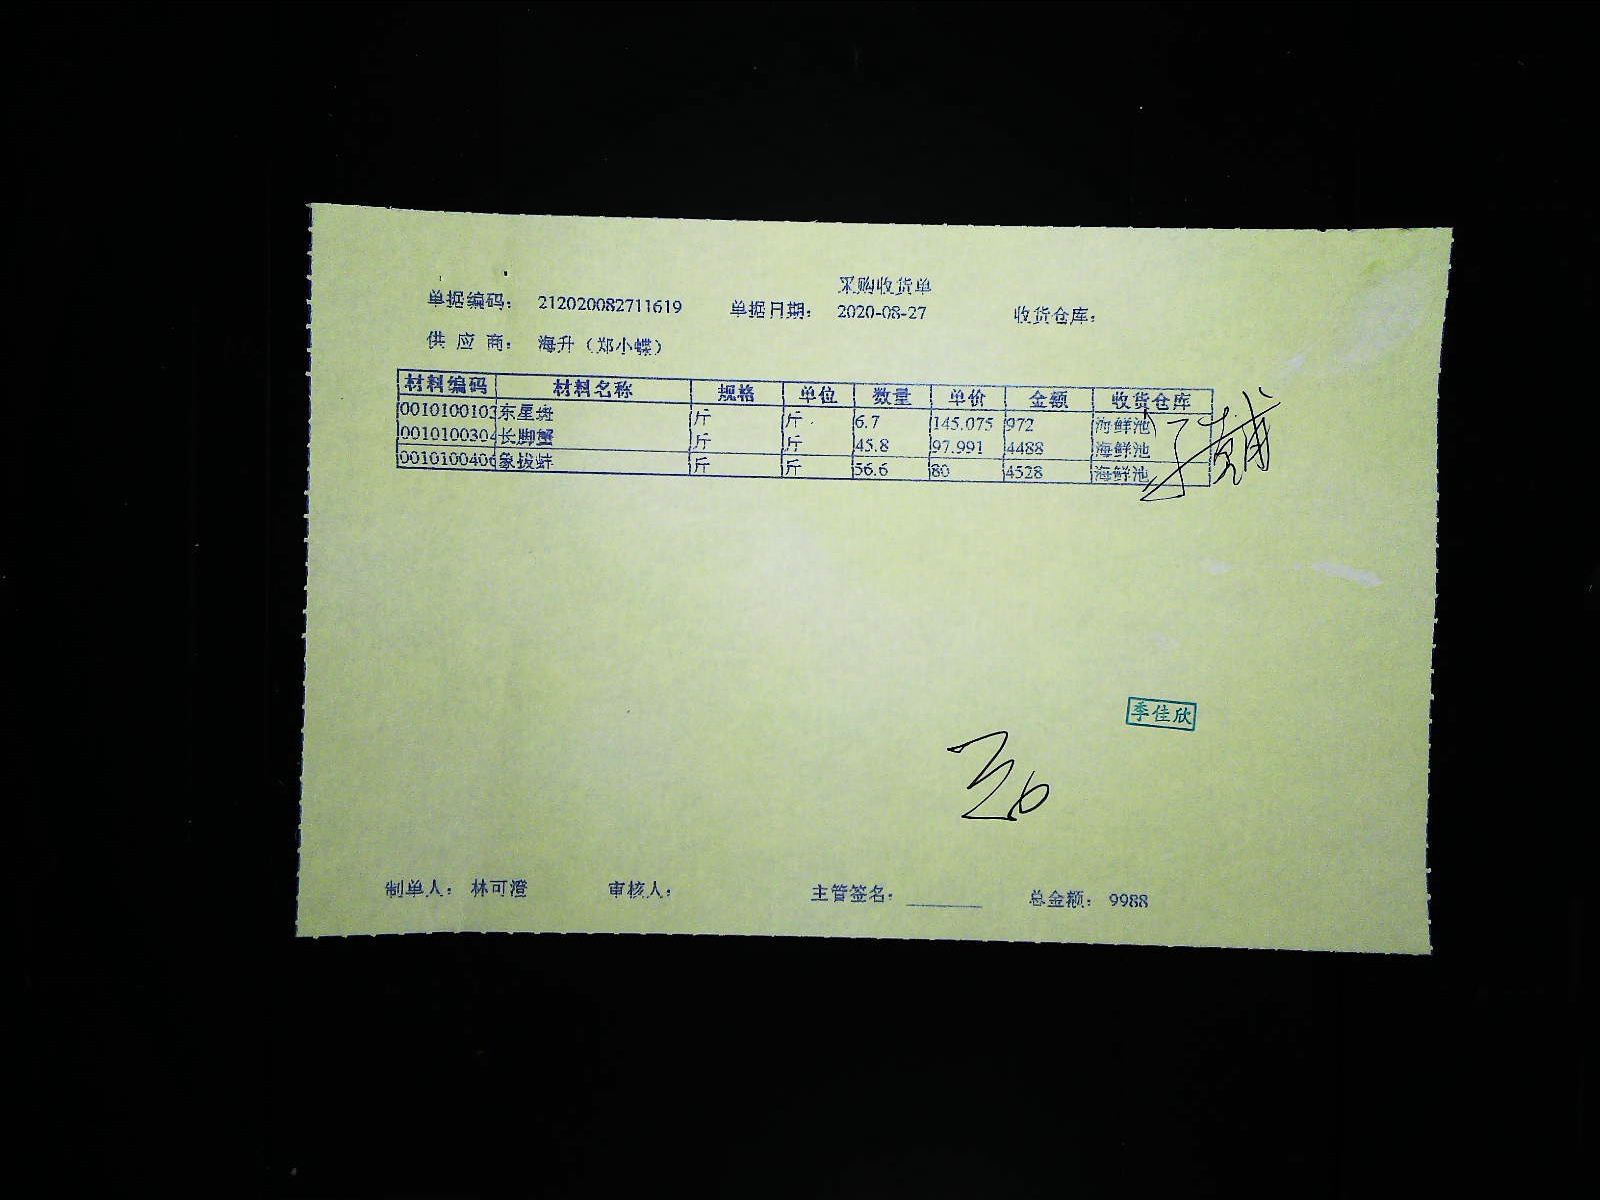 采购收货单
单据编码： 212020082711619 单据日期： 2020-08-27 收货仓库：
供 应 商： 海升（郑小蝶）
材料编码 材料名称 规格 单位 数量 单价 金额 收货仓库
0010100103 东星斑 斤 斤 6.7 145.075 972 海鲜池
0010100304 长脚蟹 斤 斤 45.8 97.991 4488 海鲜池
0010100406 象拔蚌 斤 斤 56.6 80 4528 海鲜池
季佳欣
制单人： 林可澄 审核人： 主管签名： 总金额： 9988